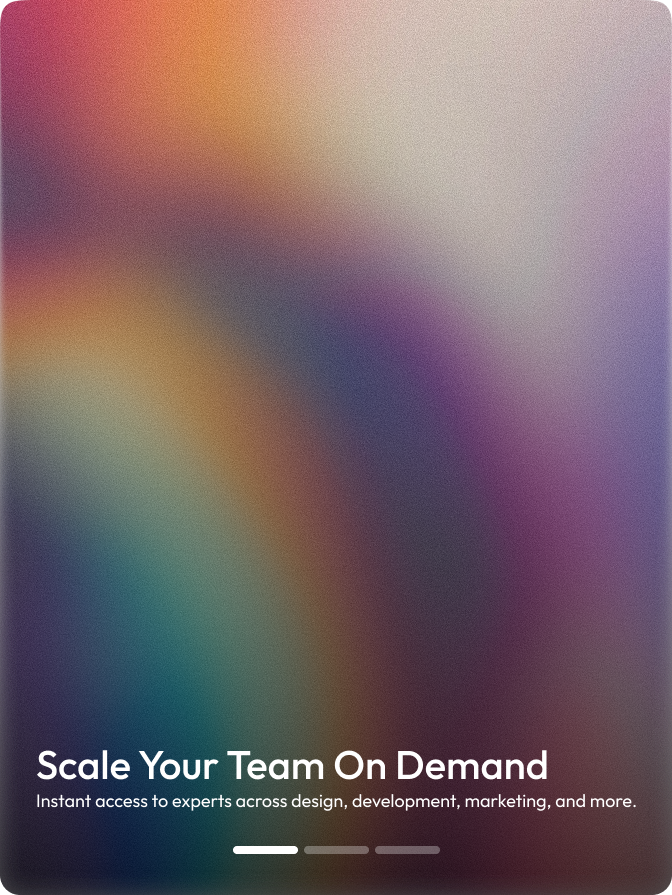 Scale Your Team On Demand
Instant access to experts across design, development, marketing, and more.